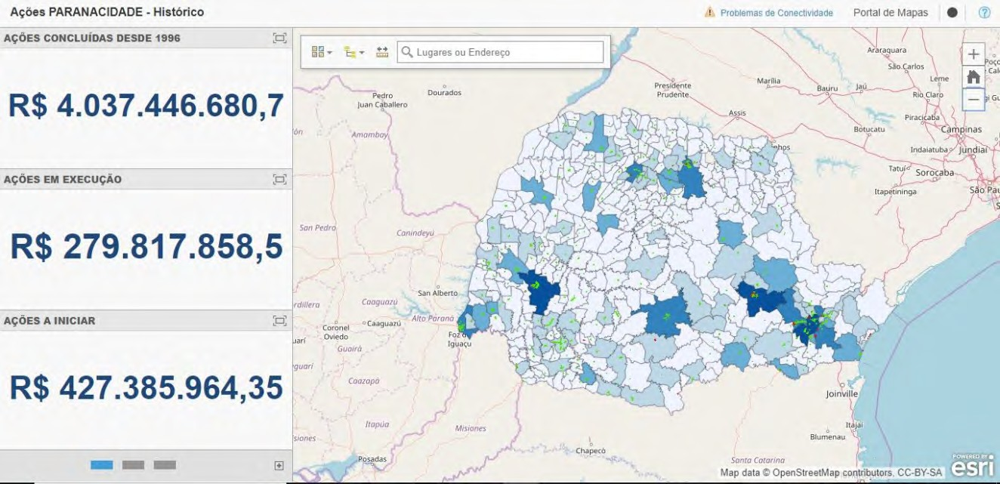 Ações PARANACIDADE - Histórico
Problemas de Conectividade
Portal de Mapas
AÇÕES CONCLUÍDAS DESDE 1996
R$ 4.037.446.680,7
AÇÕES EM EXECUÇÃO
R$ 279.817.858,5
AÇÕES A INICIAR
R$ 427.385.964,35
Lugares ou Endereço
Araraquara
São Carlos
Poço
Leme
Marília
Bauru
Jaú
Rio Claro
Presidente
Prudente
Pedro
Juan Caballero
Dourados
Assis
Piracicaba
Botucatu
Campinas
Amambay
Indaiatuba
Jundiaí
Tatuí
Sorocaba
Itapetininga
São Pau
San Pedro
Canindeyú
San Alberto
Caaguazú
Caaguazú
Alto Paraná
Coronel
Oviedo
Foz do
Iguaçu
Guairá
Caazapá
Joinville
Itapúa
Misiones
Itajaí
Blumenau
Chapecó
Posadas
Santa Catarina
Map data © OpenStreetMap contributors, CC-BY-SA
POWERED BY
esri